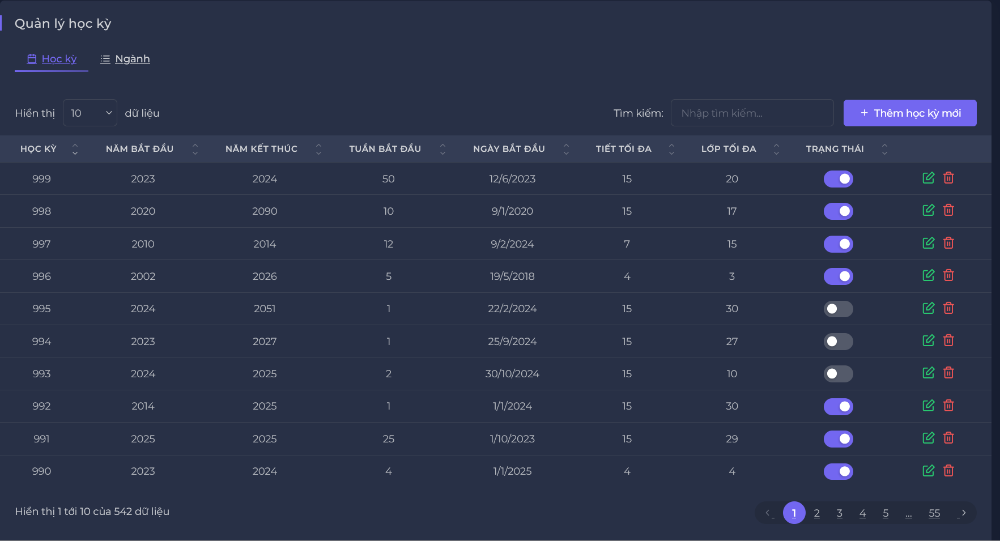 Quản lý học kỳ
Học kỳ Ngành
Hiển thị 10 dữ liệu Tìm kiếm: Nhập tìm kiếm... + Thêm học kỳ mới
HỌC KỲ NĂM BẮT ĐẦU NĂM KẾT THÚC TUẦN BẮT ĐẦU NGÀY BẮT ĐẦU TIẾT TỐI ĐA LỚP TỐI ĐA TRẠNG THÁI
999 2023 2024 50 12/6/2023 15 20
998 2020 2090 10 9/1/2020 15 17
997 2010 2014 12 9/2/2024 7 15
996 2002 2026 5 19/5/2018 4 3
995 2024 2051 1 22/2/2024 15 30
994 2023 2027 1 25/9/2024 15 27
993 2024 2025 2 30/10/2024 15 10
992 2014 2025 1 1/1/2024 15 30
991 2025 2025 25 1/10/2023 15 29
990 2023 2024 4 1/1/2025 4 4
Hiển thị 1 tới 10 của 542 dữ liệu 1 2 3 4 5 ... 55